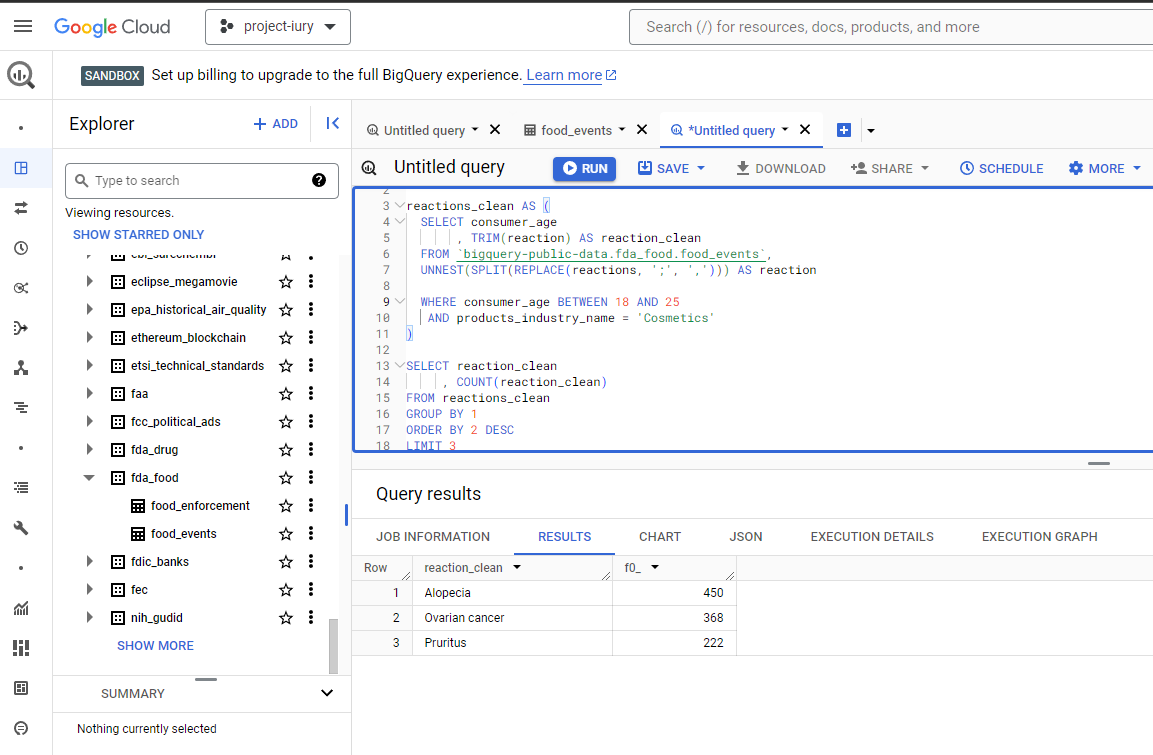 Google Cloud
project-iury
Search (/) for resources, docs, products, and more
SANDBOX Set up billing to upgrade to the full BigQuery experience. Learn more
Explorer
+ ADD
Type to search
Viewing resources.
SHOW STARRED ONLY
ebi_surechembl
eclipse_megamovie
epa_historical_air_quality
ethereum_blockchain
etsi_technical_standards
faa
fcc_political_ads
fda_drug
fda_food
food_enforcement
food_events
fdic_banks
fec
nih_gudid
SHOW MORE
SUMMARY
Nothing currently selected
Untitled query
food_events
*Untitled query
Untitled query
RUN
SAVE
DOWNLOAD
SHARE
SCHEDULE
MORE
2
3 reactions_clean AS (
4 SELECT consumer_age
5 , TRIM(reaction) AS reaction_clean
6 FROM `bigquery-public-data.fda_food.food_events`,
7 UNNEST(SPLIT(REPLACE(reactions, ';', ','))) AS reaction
8
9 WHERE consumer_age BETWEEN 18 AND 25
10 AND products_industry_name = 'Cosmetics'
11 )
12
13 SELECT reaction_clean
14 , COUNT(reaction_clean)
15 FROM reactions_clean
16 GROUP BY 1
17 ORDER BY 2 DESC
18 LIMIT 3
Query results
JOB INFORMATION RESULTS CHART JSON EXECUTION DETAILS EXECUTION GRAPH
Row reaction_clean f0_
1 Alopecia 450
2 Ovarian cancer 368
3 Pruritus 222